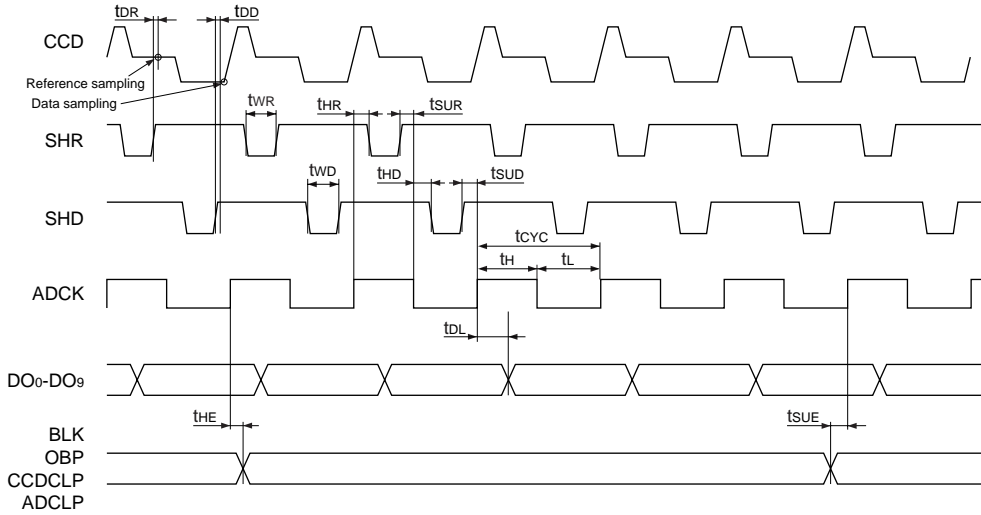 tDR tDD
CCD
Reference sampling
Data sampling
tWR tHR tSUR
SHR
tWD tHD tSUD
SHD
tCYC
tH tL
ADCK
tDL
DO0-DO9
tHE tSUE
BLK
OBP
CCDCLP
ADCLP